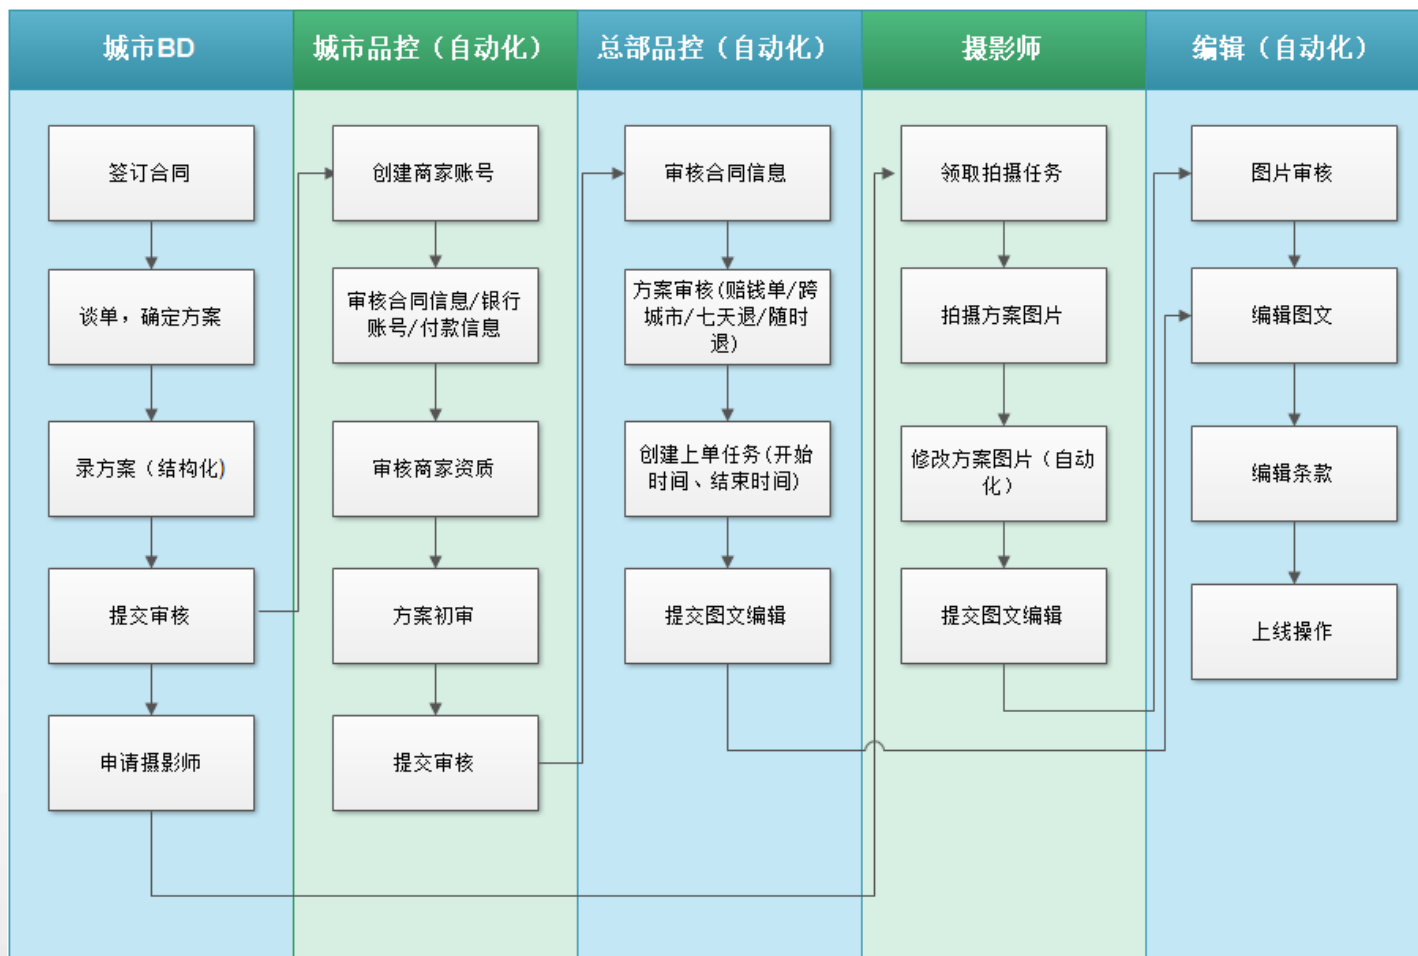 城市BD
城市品控（自动化）
总部品控（自动化）
摄影师
编辑（自动化）
签订合同
谈单，确定方案
录方案（结构化)
提交审核
申请摄影师
创建商家账号
审核合同信息/银行
账号/付款信息
审核商家资质
方案初审
提交审核
审核合同信息
方案审核(赔钱单/跨
城市/七天退/随时
退)
创建上单任务(开始
时间、结束时间)
提交图文编辑
领取拍摄任务
拍摄方案图片
修改方案图片（自动
化）
提交图文编辑
图片审核
编辑图文
编辑条款
上线操作